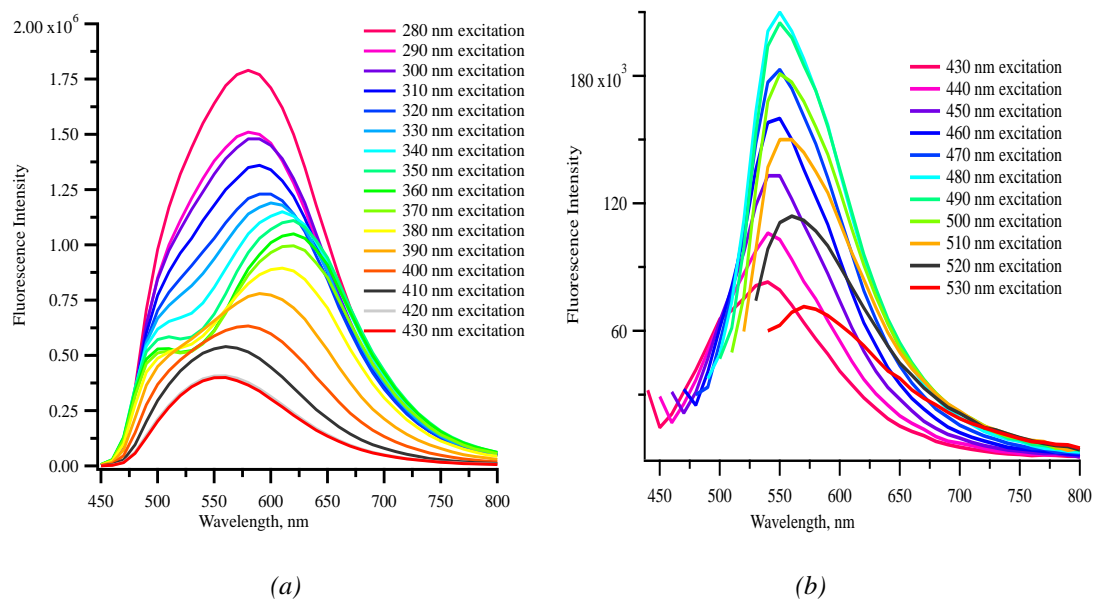 2.00 x10⁶
1.75
1.50
1.25
1.00
0.75
0.50
0.25
0.00
Fluorescence Intensity
450 500 550 600 650 700 750 800
Wavelength, nm
280 nm excitation
290 nm excitation
300 nm excitation
310 nm excitation
320 nm excitation
330 nm excitation
340 nm excitation
350 nm excitation
360 nm excitation
370 nm excitation
380 nm excitation
390 nm excitation
400 nm excitation
410 nm excitation
420 nm excitation
430 nm excitation
(a)
180 x10³
120
60
Fluorescence Intensity
450 500 550 600 650 700 750 800
Wavelength, nm
430 nm excitation
440 nm excitation
450 nm excitation
460 nm excitation
470 nm excitation
480 nm excitation
490 nm excitation
500 nm excitation
510 nm excitation
520 nm excitation
530 nm excitation
(b)